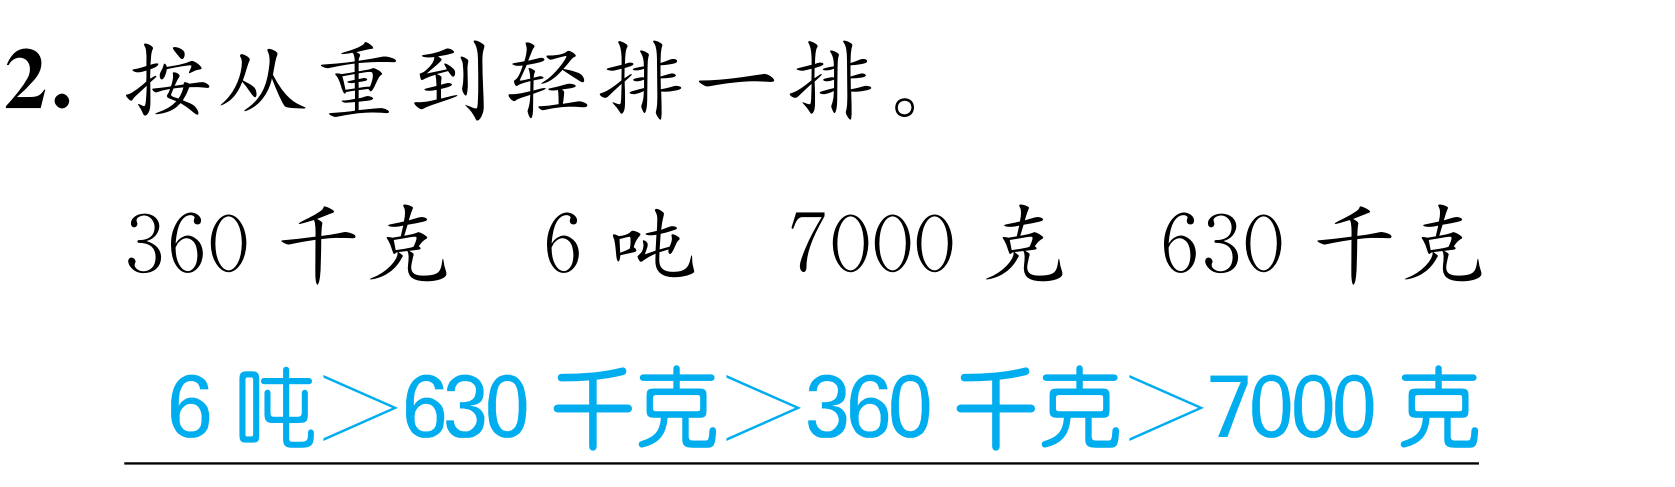 2. 按从重到轻排一排。
360 千克 6 吨 7000 克 630 千克
6 吨>630 千克>360 千克>7000 克